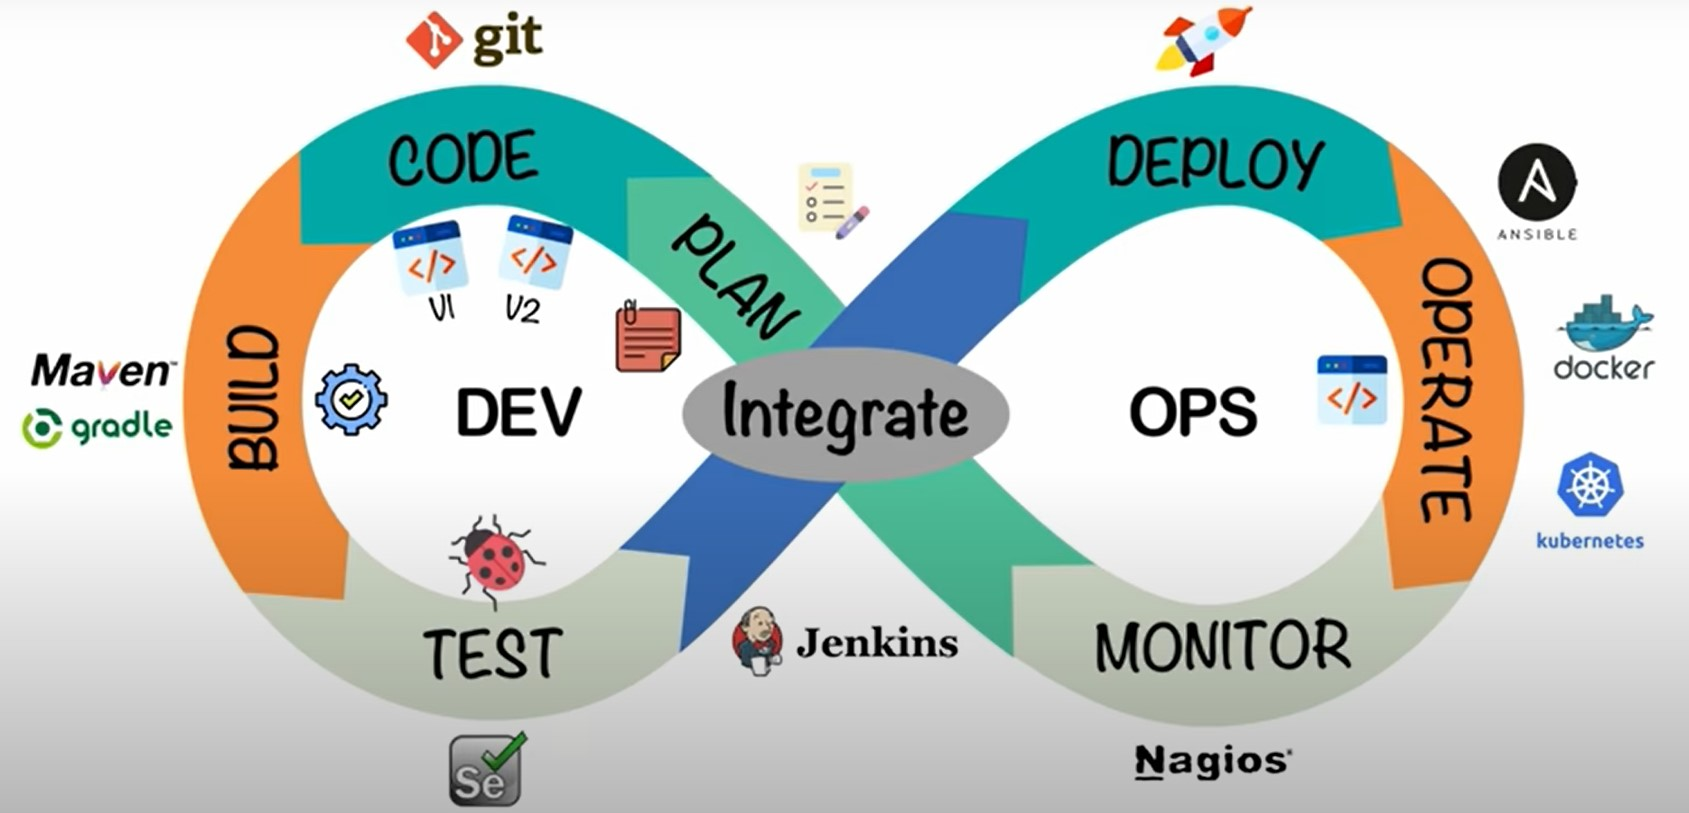 git
CODE
DEPLOY
</>
</>
V1
V2
PLAN
ANSIBLE
Maven™
gradle
BUILD
DEV
Integrate
OPS
</>
OPERATE
docker
kubernetes
TEST
Jenkins
MONITOR
Se
Nagios®